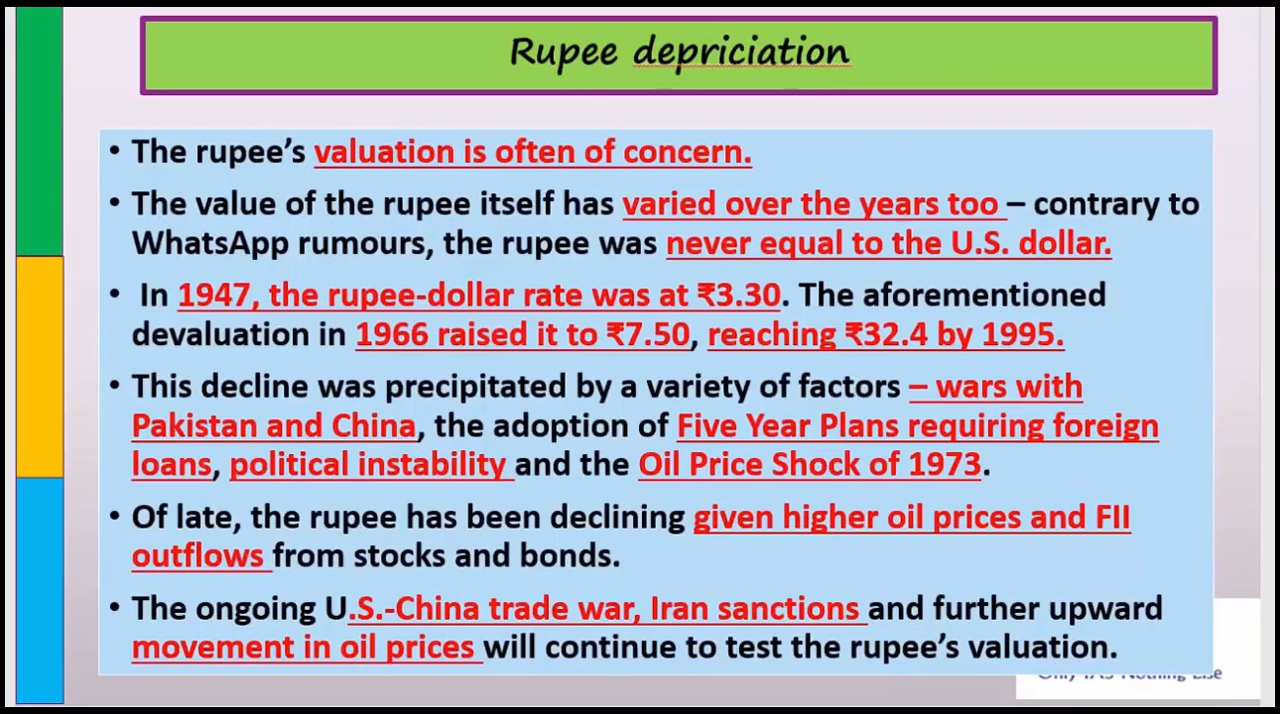 Rupee depriciation
• The rupee’s valuation is often of concern.
• The value of the rupee itself has varied over the years too – contrary to
WhatsApp rumours, the rupee was never equal to the U.S. dollar.
• In 1947, the rupee-dollar rate was at ₹3.30. The aforementioned
devaluation in 1966 raised it to ₹7.50, reaching ₹32.4 by 1995.
• This decline was precipitated by a variety of factors – wars with
Pakistan and China, the adoption of Five Year Plans requiring foreign
loans, political instability and the Oil Price Shock of 1973.
• Of late, the rupee has been declining given higher oil prices and FII
outflows from stocks and bonds.
• The ongoing U.S.-China trade war, Iran sanctions and further upward
movement in oil prices will continue to test the rupee’s valuation.
Only IAS Nothing Else